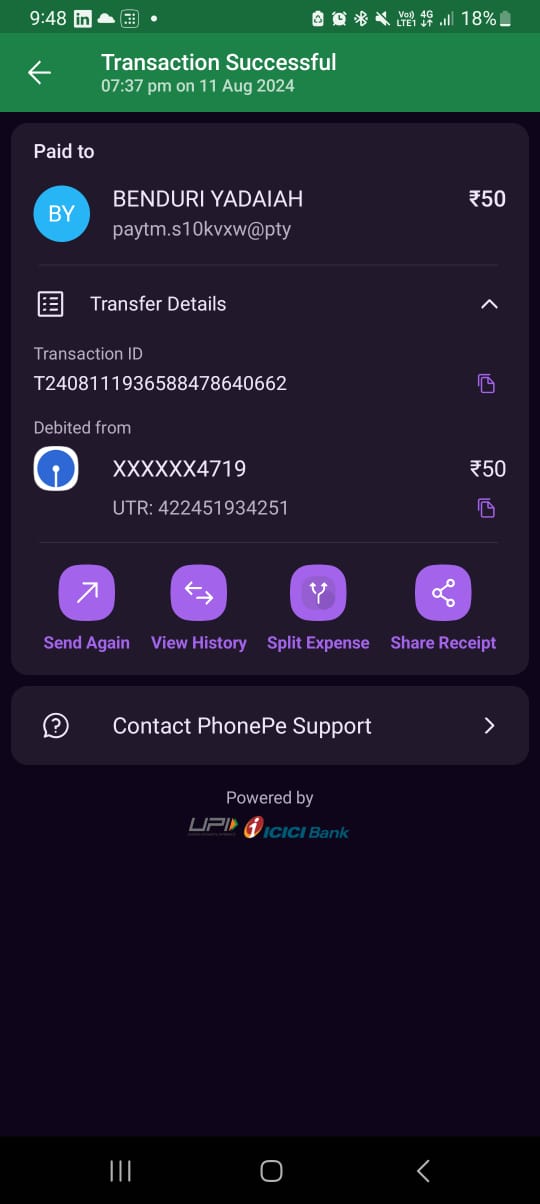 9:48
Vo)) 4G
LTE1
18%
Transaction Successful
07:37 pm on 11 Aug 2024
Paid to
BY
BENDURI YADAIAH
₹50
paytm.s10kvxw@pty
Transfer Details
Transaction ID
T2408111936588478640662
Debited from
XXXXXX4719
₹50
UTR: 422451934251
Send Again
View History
Split Expense
Share Receipt
Contact PhonePe Support
Powered by
UPI ICICI Bank